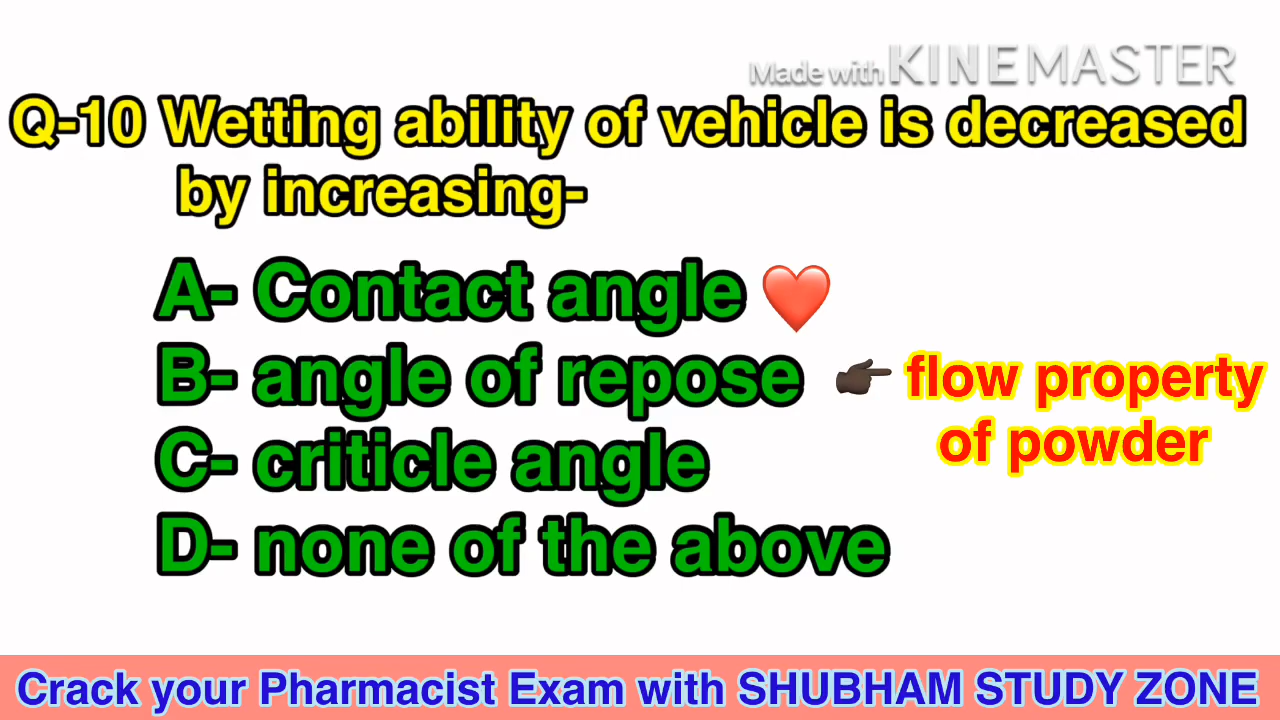 Made with KINEMASTER
Q-10 Wetting ability of vehicle is decreased
by increasing-
A- Contact angle
B- angle of repose
flow property
of powder
C- criticle angle
D- none of the above
Crack your Pharmacist Exam with SHUBHAM STUDY ZONE